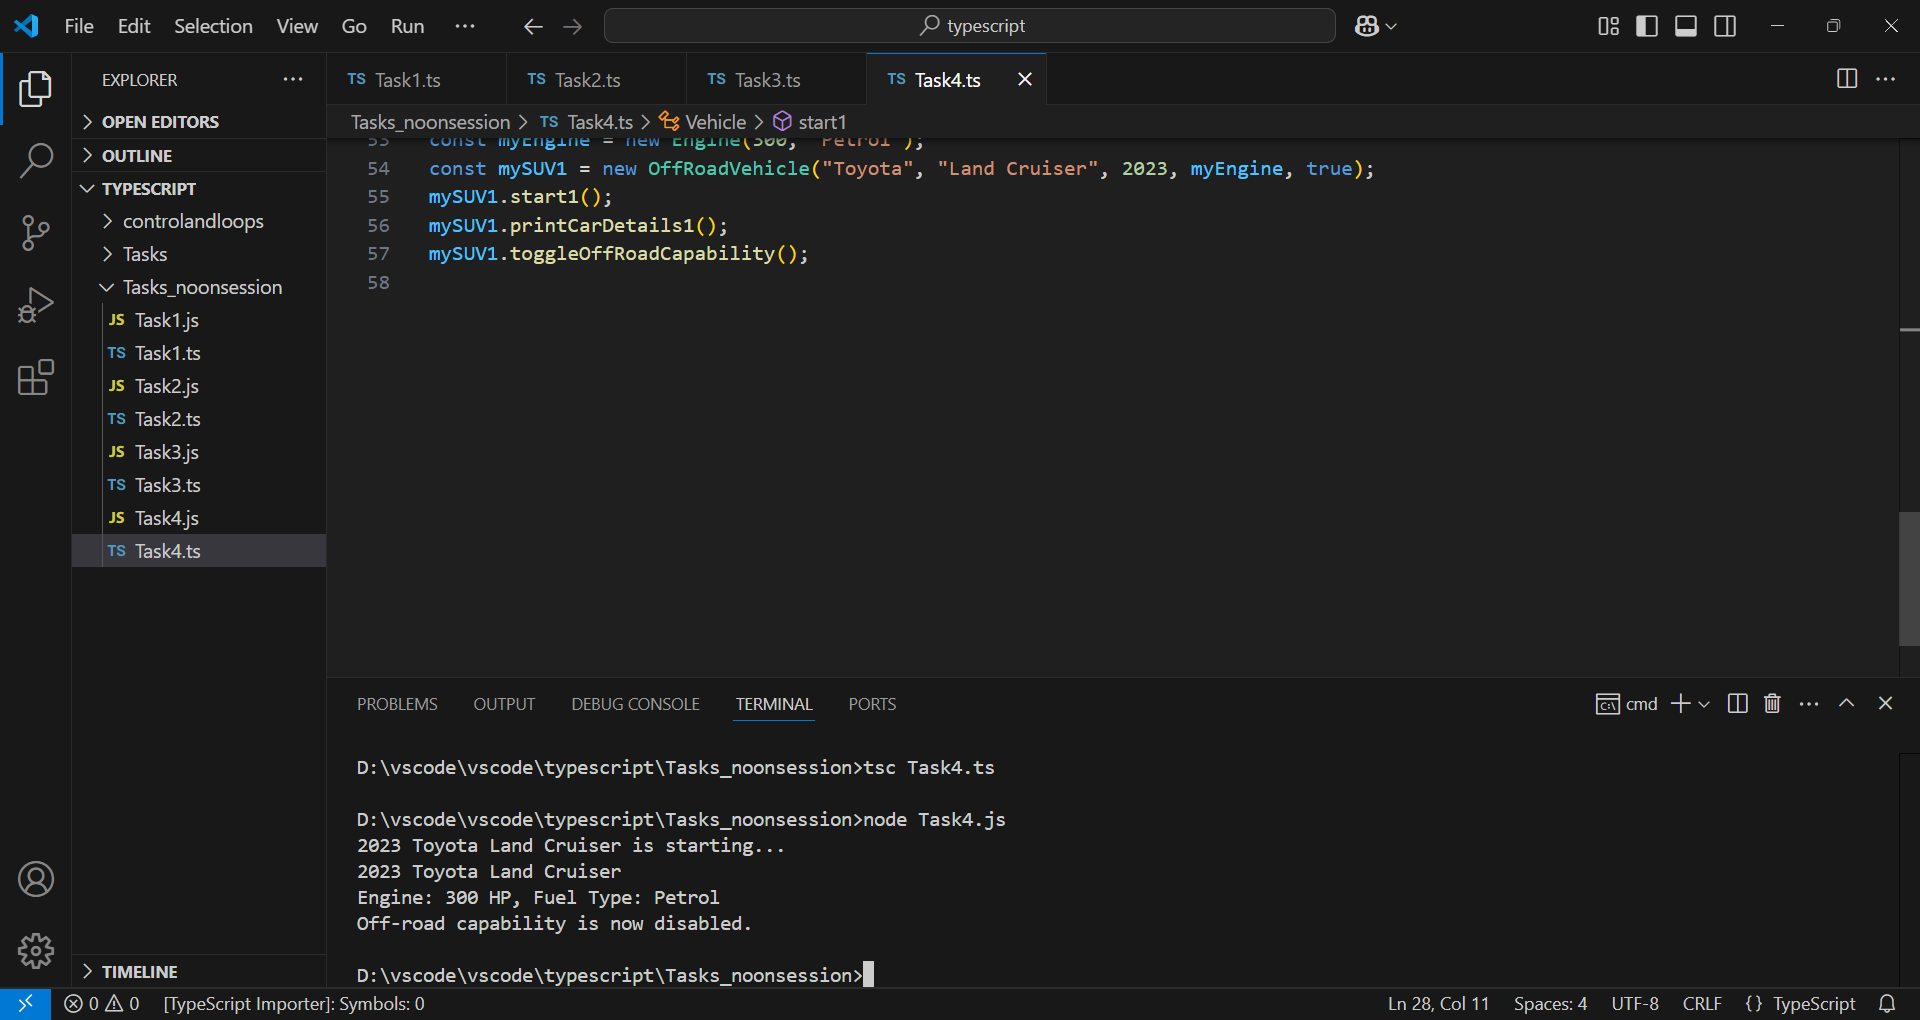 File Edit Selection View Go Run
typescript
EXPLORER
OPEN EDITORS
OUTLINE
TYPESCRIPT
controlandloops
Tasks
Tasks_noonsession
JS Task1.js
TS Task1.ts
JS Task2.js
TS Task2.ts
JS Task3.js
TS Task3.ts
JS Task4.js
TS Task4.ts
TIMELINE
TS Task1.ts TS Task2.ts TS Task3.ts TS Task4.ts
Tasks_noonsession > TS Task4.ts > Vehicle > start1
53 const myEngine = new Engine(300, "Petrol");
54 const mySUV1 = new OffRoadVehicle("Toyota", "Land Cruiser", 2023, myEngine, true);
55 mySUV1.start1();
56 mySUV1.printCarDetails1();
57 mySUV1.toggleOffRoadCapability();
58
PROBLEMS OUTPUT DEBUG CONSOLE TERMINAL PORTS
cmd
D:\vscode\vscode\typescript\Tasks_noonsession>tsc Task4.ts
D:\vscode\vscode\typescript\Tasks_noonsession>node Task4.js
2023 Toyota Land Cruiser is starting...
2023 Toyota Land Cruiser
Engine: 300 HP, Fuel Type: Petrol
Off-road capability is now disabled.
D:\vscode\vscode\typescript\Tasks_noonsession>
0 0 [TypeScript Importer]: Symbols: 0
Ln 28, Col 11 Spaces: 4 UTF-8 CRLF {} TypeScript